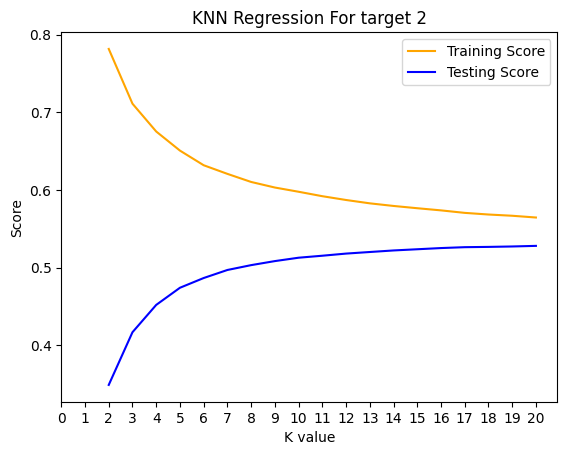 KNN Regression For target 2
Training Score
Testing Score
0.8
0.7
0.6
0.5
0.4
Score
0 1 2 3 4 5 6 7 8 9 10 11 12 13 14 15 16 17 18 19 20
K value